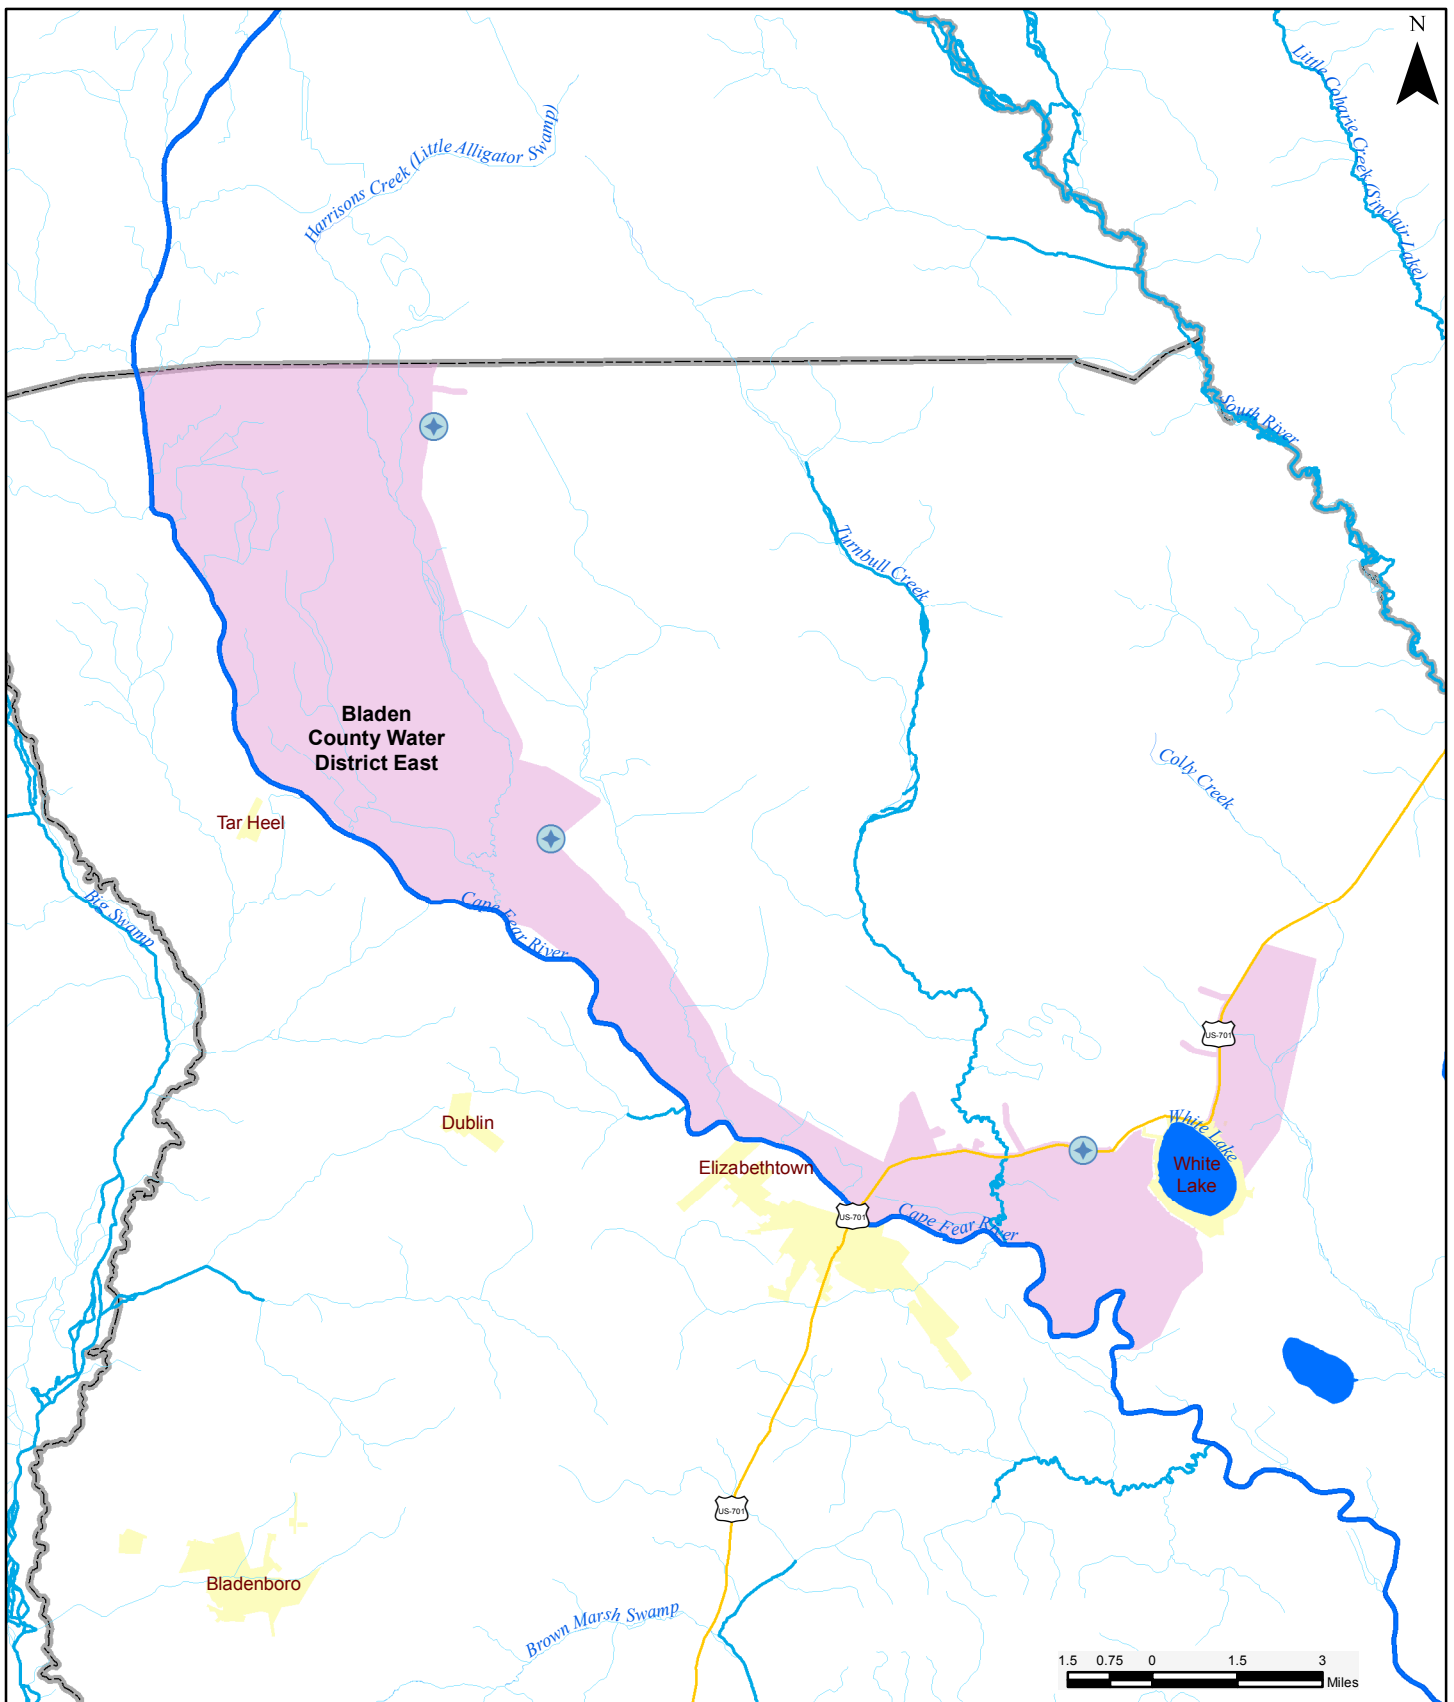 N
Little Coharie Creek (Sinclair Lake)
Harrisons Creek (Little Alligator Swamp)
South River
Turnbull Creek
Bladen
County Water
District East
Colly Creek
Tar Heel
Big Swamp
Cape Fear River
US-701
Dublin
White Lake
Elizabethtown
White
Lake
US-701
Cape Fear River
US-701
Bladenboro
Brown Marsh Swamp
1.5 0.75 0 1.5 3
Miles